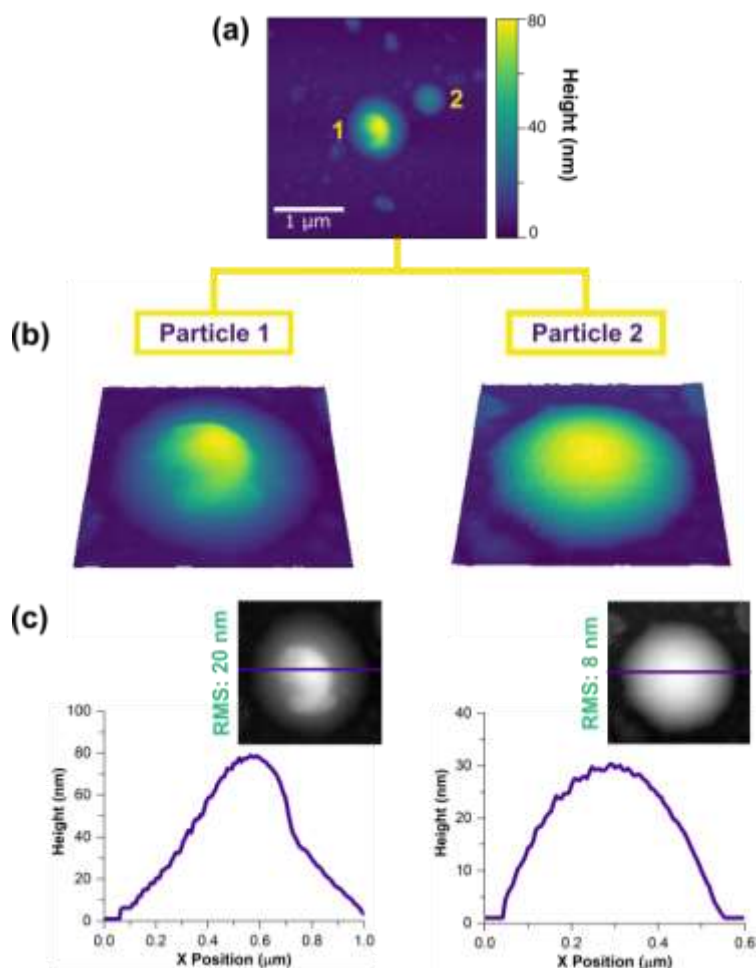 (a)
80
40
0
Height (nm)
1
2
1 µm
(b)
Particle 1
Particle 2
(c)
RMS: 20 nm
100
80
60
40
20
0
Height (nm)
0.0 0.2 0.4 0.6 0.8 1.0
X Position (µm)
RMS: 8 nm
40
30
20
10
0
Height (nm)
0.0 0.2 0.4 0.6
X Position (µm)